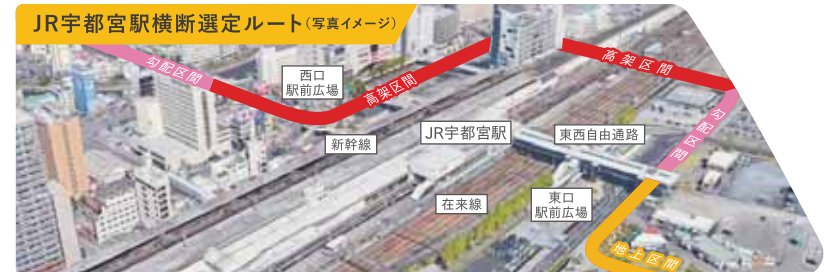 JR宇都宮駅横断選定ルート（写真イメージ）
勾配区間
西口
駅前広場
高架区間
高架区間
新幹線
JR宇都宮駅
東西自由通路
勾配区間
在来線
東口
駅前広場
地上区間